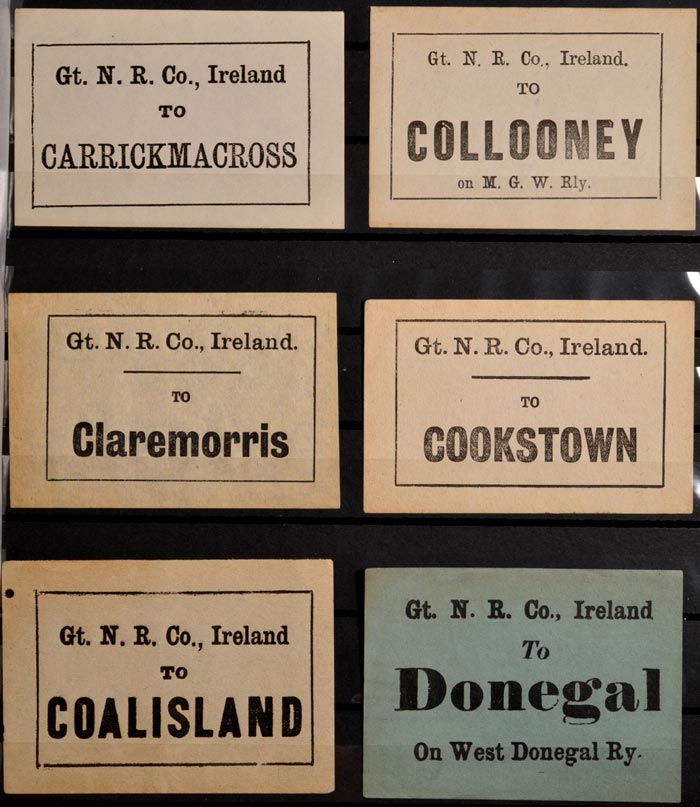 Gt. N. R. Co., Ireland
TO
CARRICKMACROSS
Gt. N. R. Co., Ireland.
TO
COLLOONEY
on M. G. W. Rly.
Gt. N. R. Co., Ireland.
TO
Claremorris
Gt. N. R. Co., Ireland.
TO
COOKSTOWN
Gt. N. R. Co., Ireland
TO
COALISLAND
Gt. N. R. Co., Ireland
To
Donegal
On West Donegal Ry.